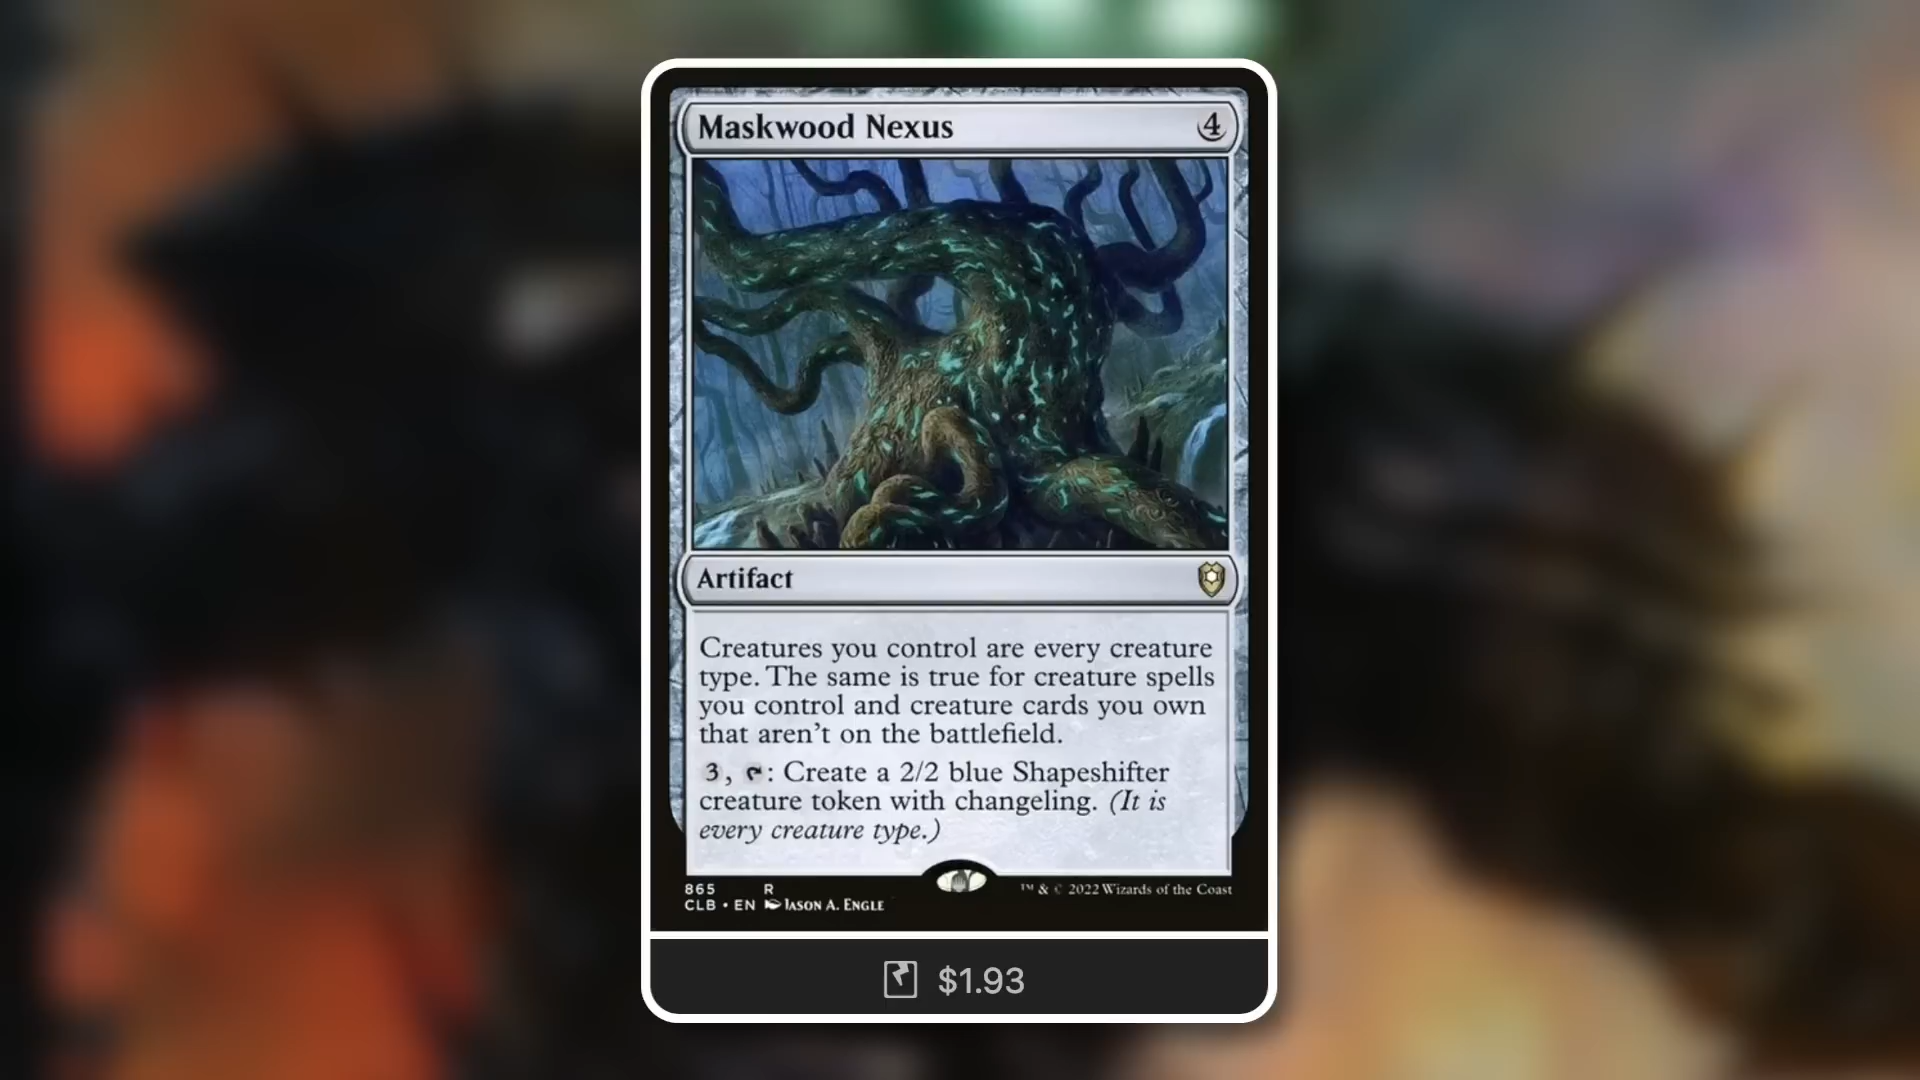 Maskwood Nexus 4
Artifact
Creatures you control are every creature
type. The same is true for creature spells
you control and creature cards you own
that aren't on the battlefield.
3, : Create a 2/2 blue Shapeshifter
creature token with changeling. (It is
every creature type.)
865 R
CLB • EN JASON A. ENGLE
™ & © 2022 Wizards of the Coast
$1.93